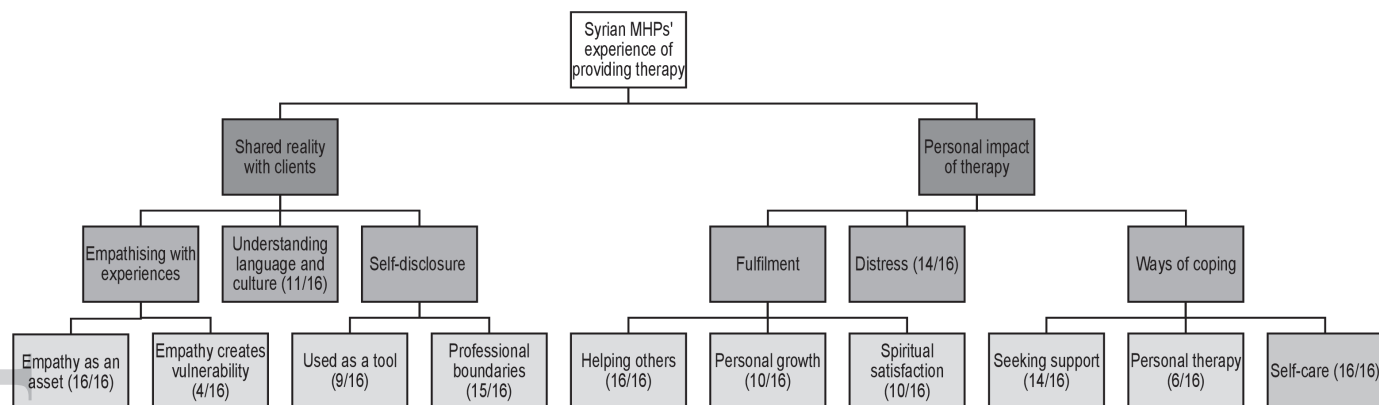 Syrian MHPs'
experience of
providing therapy
Shared reality
with clients
Personal impact
of therapy
Empathising with
experiences
Understanding
language and
culture (11/16)
Self-disclosure
Fulfilment
Distress (14/16)
Ways of coping
Empathy as an
asset (16/16)
Empathy creates
vulnerability
(4/16)
Used as a tool
(9/16)
Professional
boundaries
(15/16)
Helping others
(16/16)
Personal growth
(10/16)
Spiritual
satisfaction
(10/16)
Seeking support
(14/16)
Personal therapy
(6/16)
Self-care (16/16)